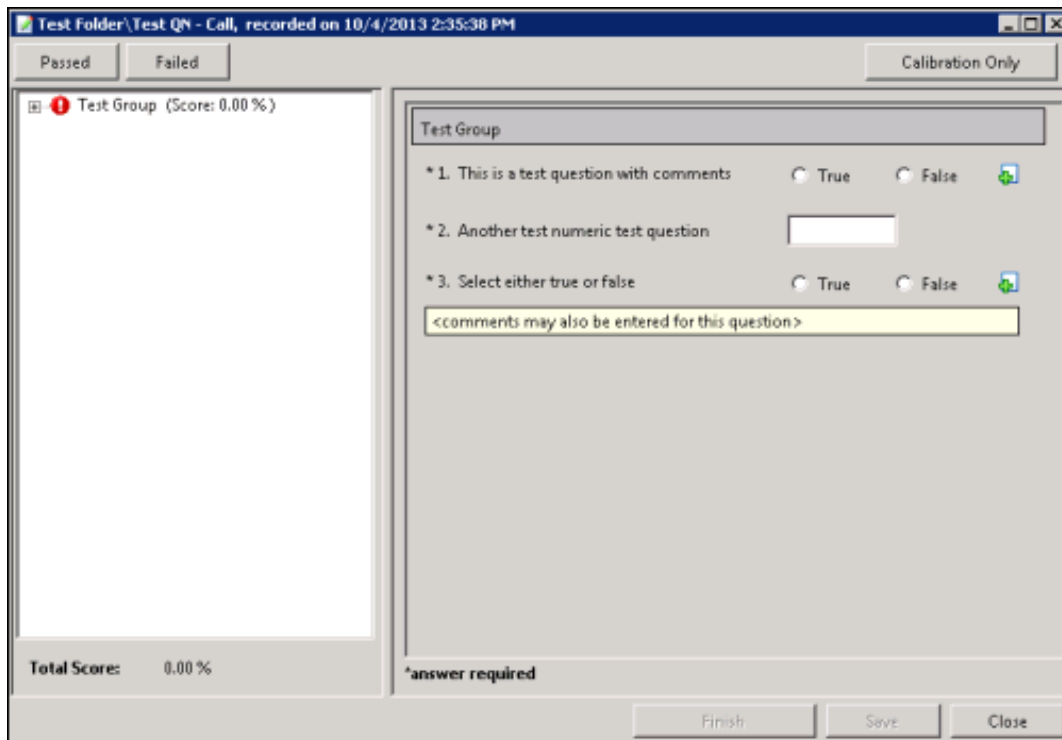 Test Folder\Test QN - Call, recorded on 10/4/2013 2:35:38 PM
Passed Failed Calibration Only
Test Group (Score: 0.00 %)
Test Group
* 1. This is a test question with comments True False
* 2. Another test numeric test question
* 3. Select either true or false True False
<comments may also be entered for this question>
Total Score: 0.00 %
*answer required
Finish Save Close